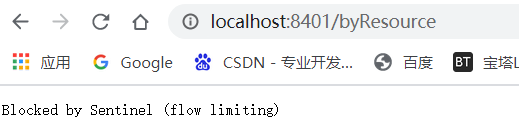 localhost:8401/byResource
应用 Google CSDN - 专业开发... 百度 BT 宝塔L
Blocked by Sentinel (flow limiting)